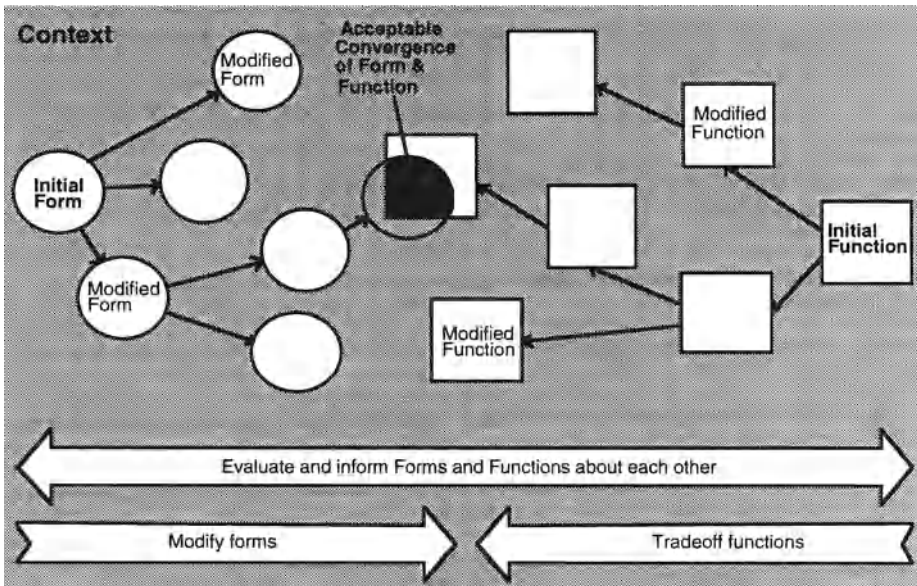 Context
Modified
Form
Acceptable
Convergence
of Form &
Function
Modified
Function
Initial
Form
Initial
Function
Modified
Form
Modified
Function
Evaluate and inform Forms and Functions about each other
Modify forms
Tradeoff functions